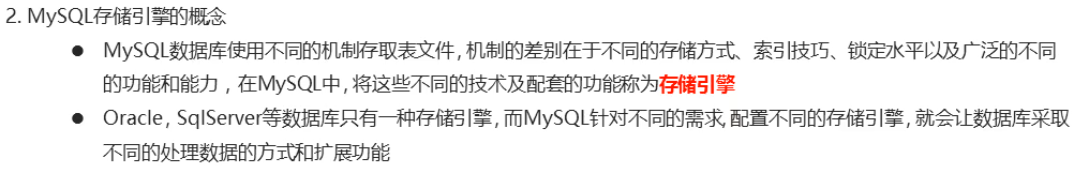 2. MySQL存储引擎的概念
● MySQL数据库使用不同的机制存取表文件,机制的差别在于不同的存储方式、索引技巧、锁定水平以及广泛的不同
的功能和能力,在MySQL中,将这些不同的技术及配套的功能称为存储引擎
● Oracle,SqlServer等数据库只有一种存储引擎,而MySQL针对不同的需求,配置不同的存储引擎,就会让数据库采取
不同的处理数据的方式和扩展功能